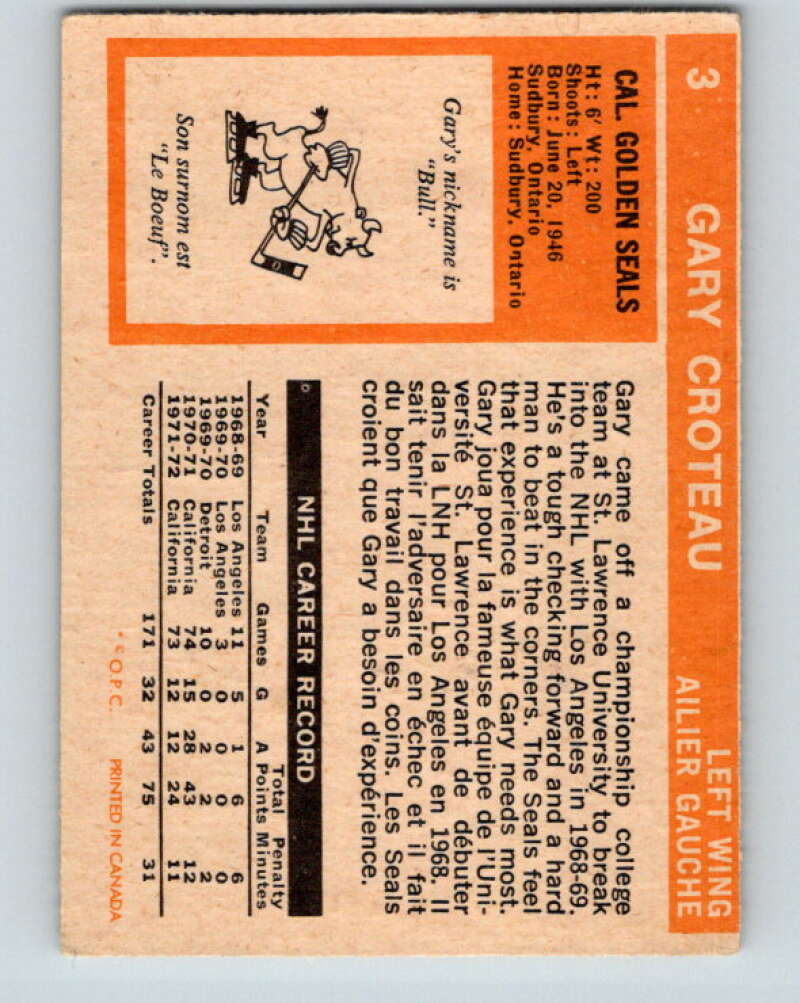 3 GARY CROTEAU
LEFT WING
AILIER GAUCHE
CAL. GOLDEN SEALS
Ht: 6' Wt: 200
Shoots: Left
Born: June 20, 1946
Sudbury, Ontario
Home: Sudbury, Ontario
Gary's nickname is
"Bull."
Son surnom est
"Le Boeuf".
Gary came off a championship college
team at St. Lawrence University to break
into the NHL with Los Angeles in 1968-69.
He's a tough checking forward and a hard
man to beat in the corners. The Seals feel
that experience is what Gary needs most.
Gary joua pour la fameuse équipe de l'Uni-
versité St. Lawrence avant de débuter
dans la LNH pour Los Angeles en 1968. Il
sait tenir l'adversaire en échec et il fait
du bon travail dans les coins. Les Seals
croient que Gary a besoin d'expérience.
NHL CAREER RECORD
Total Penalty
Year Team Games G A Points Minutes
1968-69 Los Angeles 11 5 1 6 6
1969-70 Los Angeles 3 0 0 0 0
1969-70 Detroit 10 0 2 2 2
1970-71 California 74 15 28 43 12
1971-72 California 73 12 12 24 11
Career Totals 171 32 43 75 31
* © O.P.C. PRINTED IN CANADA